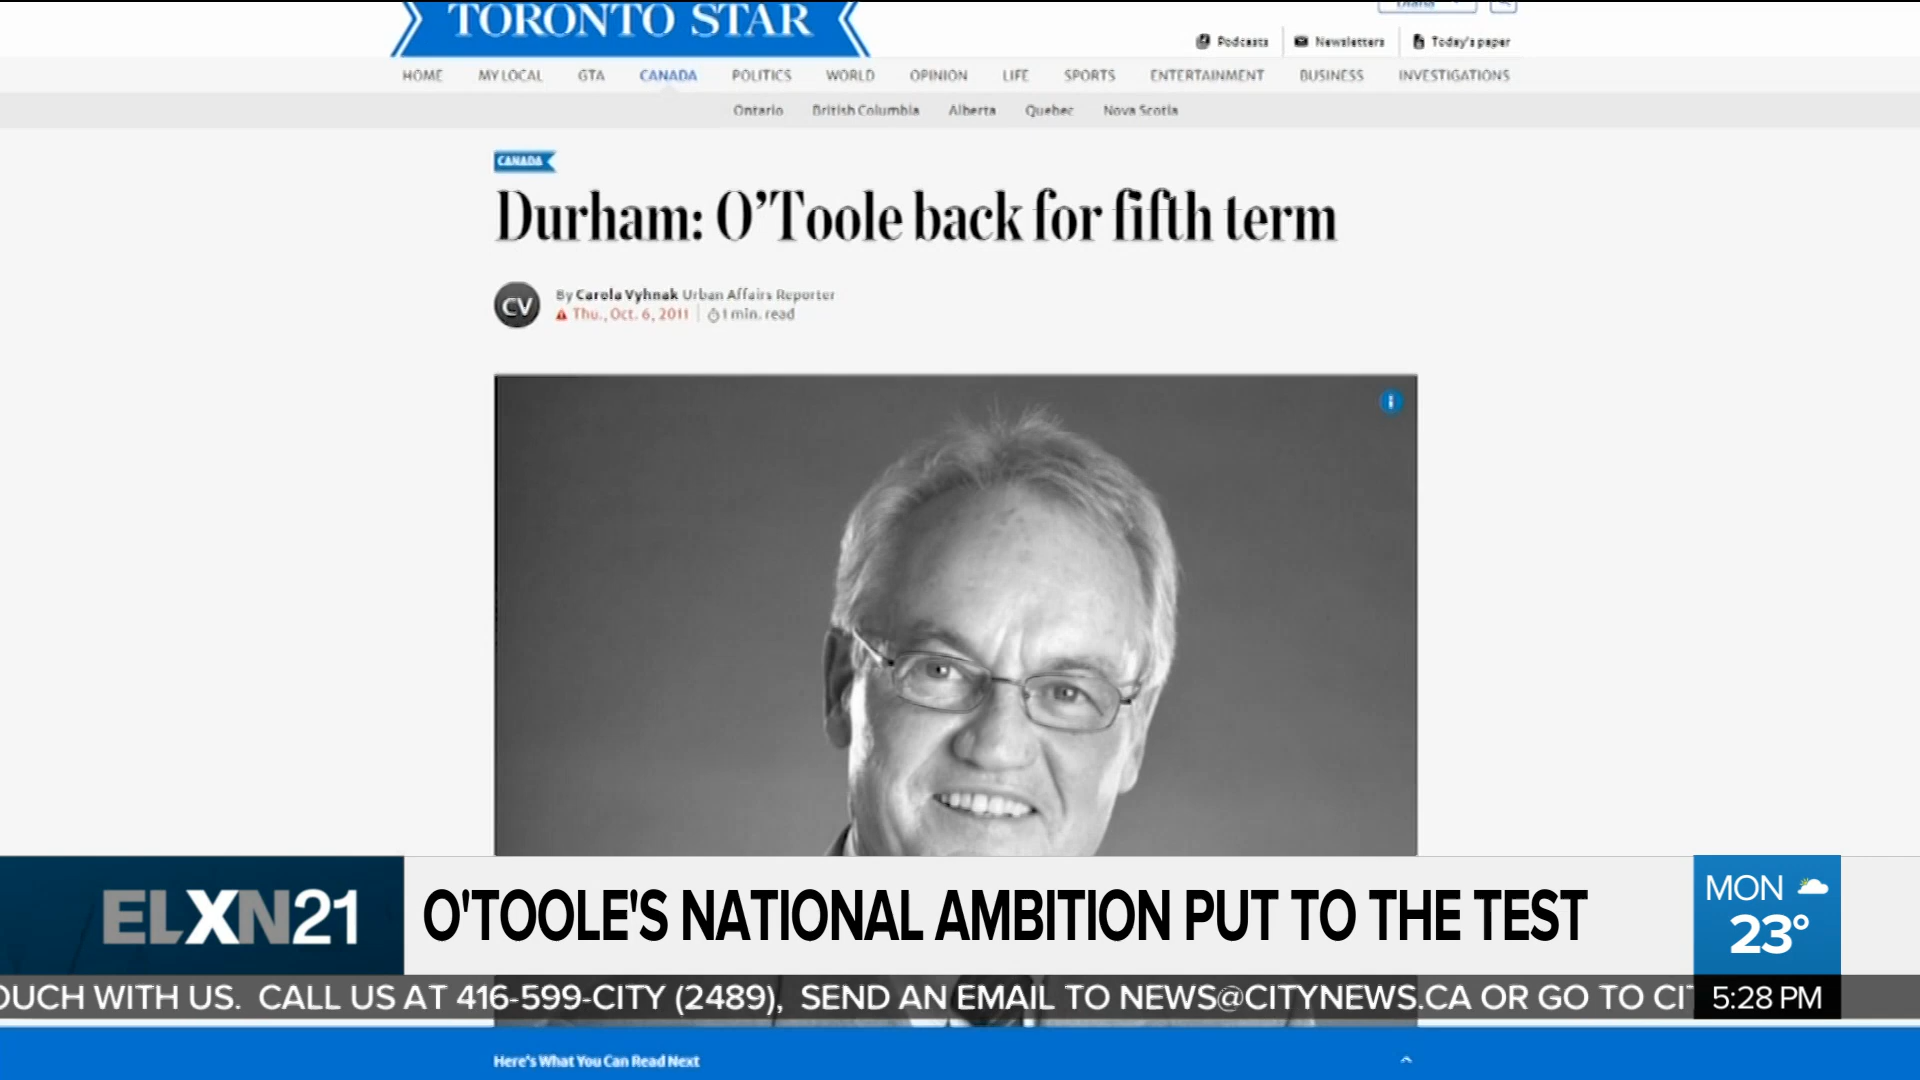 TORONTO STAR
Diana
Podcasts
Newsletters
Today's paper
HOME MY LOCAL GTA CANADA POLITICS WORLD OPINION LIFE SPORTS ENTERTAINMENT BUSINESS INVESTIGATIONS
Ontario British Columbia Alberta Quebec Nova Scotia
CANADA
Durham: O'Toole back for fifth term
CV
By Carola Vyhnak Urban Affairs Reporter
Thu., Oct. 6, 2011
1 min. read
i
ELXN21
O'TOOLE'S NATIONAL AMBITION PUT TO THE TEST
MON
23°
OUCH WITH US. CALL US AT 416-599-CITY (2489), SEND AN EMAIL TO NEWS@CITYNEWS.CA OR GO TO CIT
5:28 PM
Here's What You Can Read Next